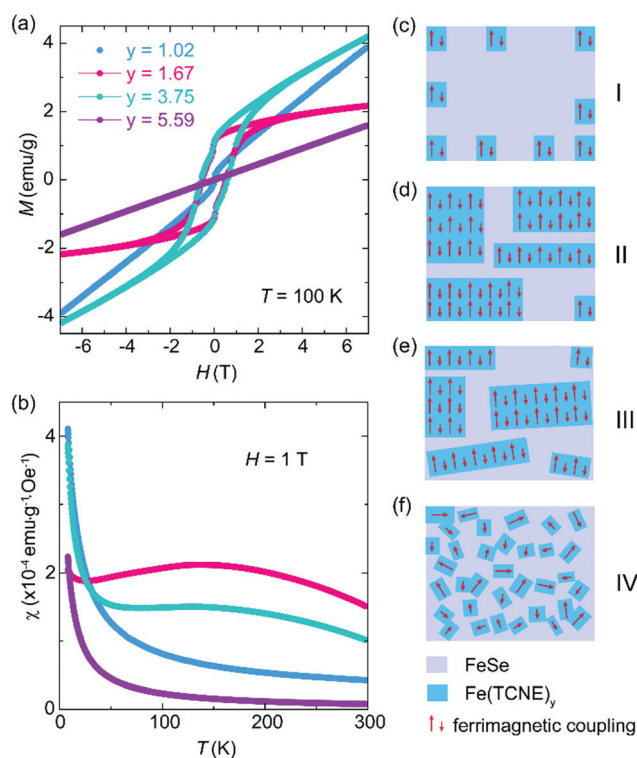 (a)
y = 1.02
y = 1.67
y = 3.75
y = 5.59
4
2
0
-2
-4
M (emu/g)
T = 100 K
-6 -4 -2 0 2 4 6
H (T)
(b)
H = 1 T
4
2
0
χ (x10⁻⁴ emu·g⁻¹Oe⁻¹)
0 100 200 300
T (K)
(c)
I
(d)
II
(e)
III
(f)
IV
FeSe
Fe(TCNE)y
ferrimagnetic coupling